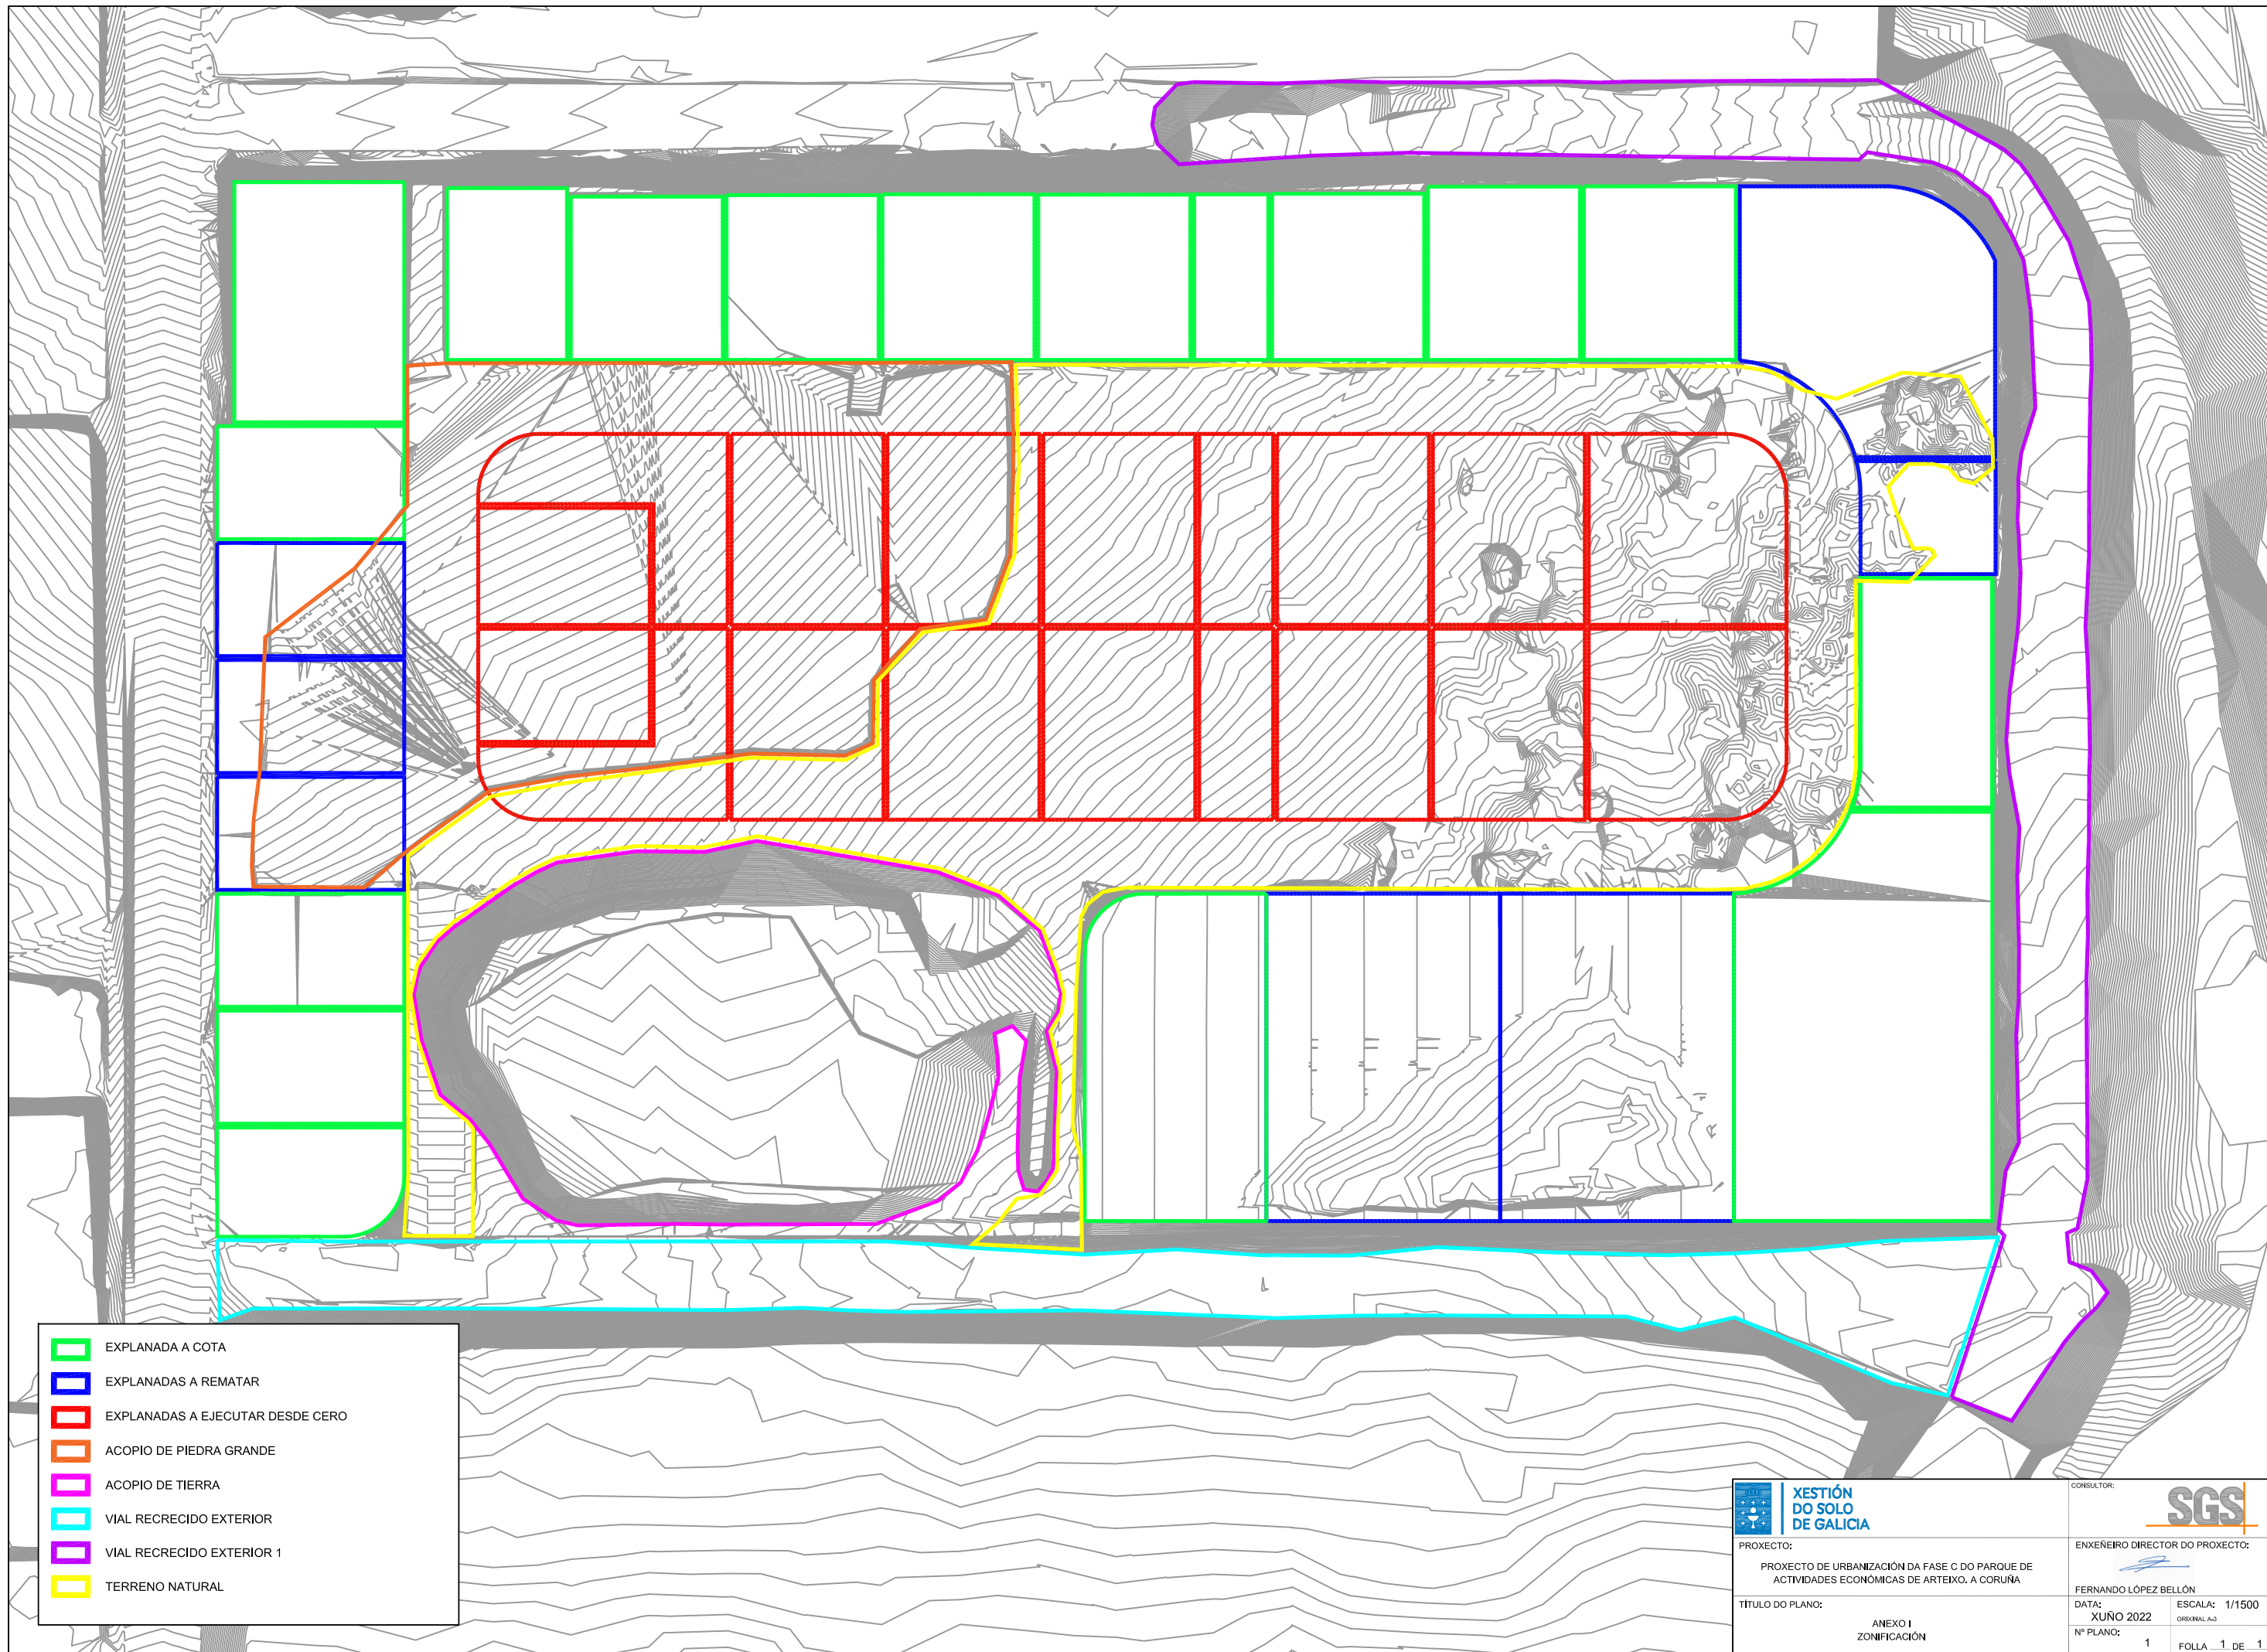 EXPLANADA A COTA
EXPLANADAS A REMATAR
EXPLANADAS A EJECUTAR DESDE CERO
ACOPIO DE PIEDRA GRANDE
ACOPIO DE TIERRA
VIAL RECRECIDO EXTERIOR
VIAL RECRECIDO EXTERIOR 1
TERRENO NATURAL
XESTIÓN
DO SOLO
DE GALICIA
CONSULTOR:
SGS
PROXECTO:
PROXECTO DE URBANIZACIÓN DA FASE C DO PARQUE DE
ACTIVIDADES ECONÓMICAS DE ARTEIXO. A CORUÑA
ENXEÑEIRO DIRECTOR DO PROXECTO:
FERNANDO LÓPEZ BELLÓN
TÍTULO DO PLANO:
ANEXO I
ZONIFICACIÓN
DATA:
XUÑO 2022
ESCALA: 1/1500
ORIXINAL A-3
Nº PLANO:
1
FOLLA 1 DE 1